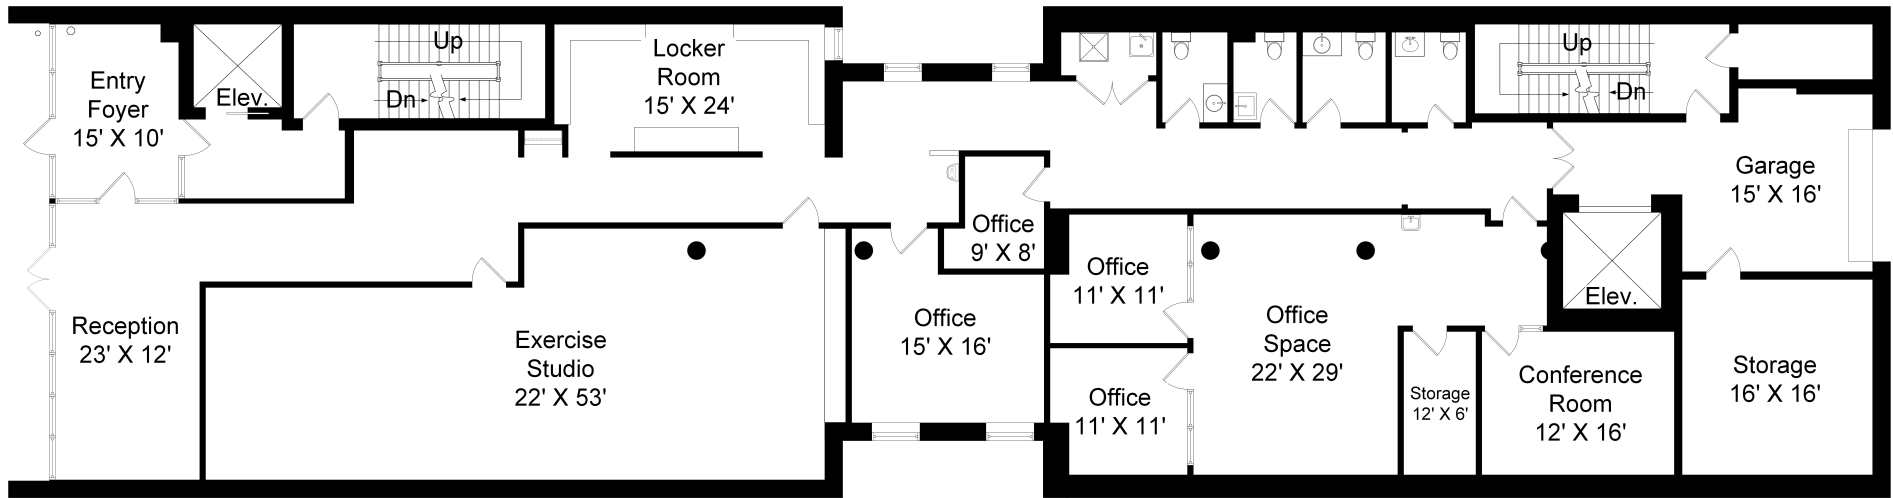 Entry
Foyer
15' X 10'
Elev.
Up
Dn
Locker
Room
15' X 24'
Up
Dn
Garage
15' X 16'
Office
9' X 8'
Office
11' X 11'
Elev.
Reception
23' X 12'
Exercise
Studio
22' X 53'
Office
15' X 16'
Office
Space
22' X 29'
Office
11' X 11'
Storage
12' X 6'
Conference
Room
12' X 16'
Storage
16' X 16'